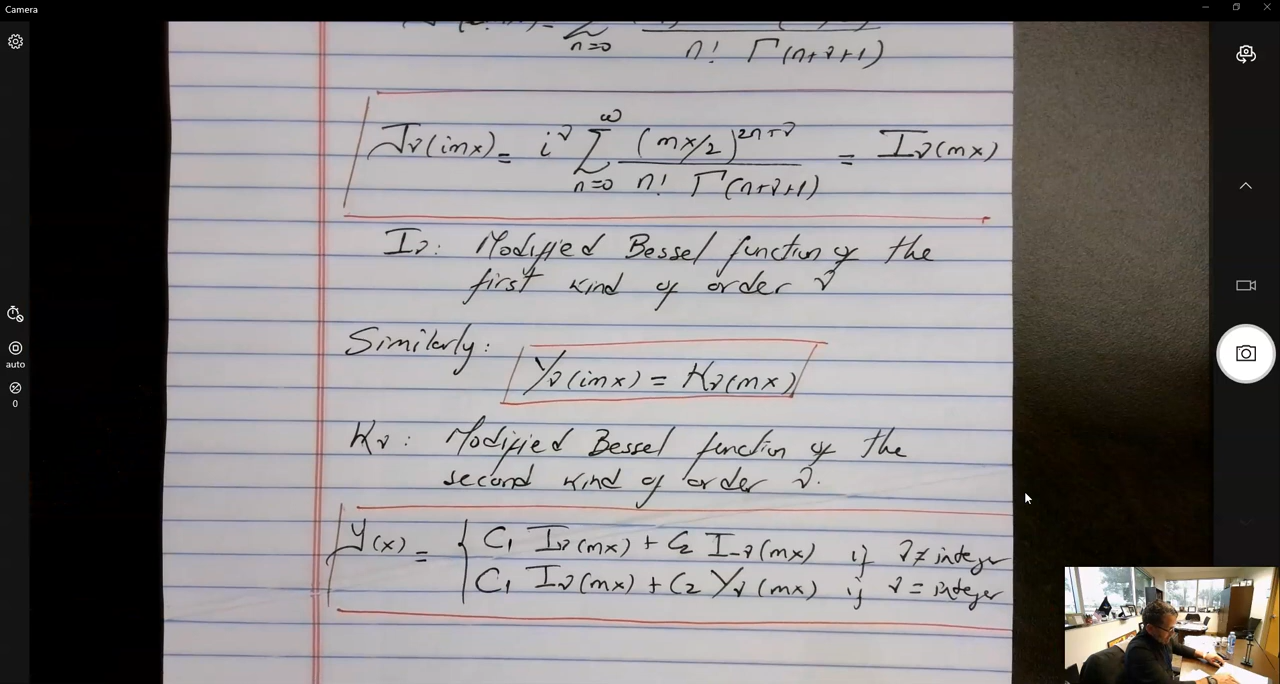 Camera
n=0 n! Γ(n+ν+1)
Jν(imx) = i^ν ∑_{n=0}^{∞} (mx/2)^{2n+ν} / n! Γ(n+ν+1) = Iν(mx)
Iν: Modified Bessel function of the
first kind of order ν
Similarly:
Yν(imx) = Kν(mx)
Kν: Modified Bessel function of the
second kind of order ν.
y(x) = { C1 Iν(mx) + C2 I-ν(mx) if ν ≠ integer
C1 Iν(mx) + C2 Yν(mx) if ν = integer
auto
0